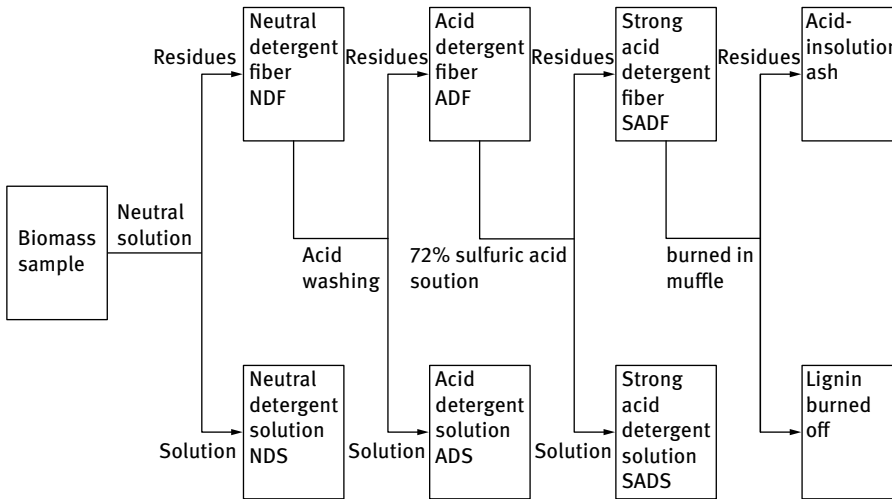 Neutral
detergent
fiber
NDF
Acid
detergent
fiber
ADF
Strong
acid
detergent
fiber
SADF
Acid-
insolution
ash
Residues
Residues
Residues
Residues
Biomass
sample
Neutral
solution
Acid
washing
72% sulfuric acid
soution
burned in
muffle
Neutral
detergent
solution
NDS
Acid
detergent
solution
ADS
Strong
acid
detergent
solution
SADS
Lignin
burned
off
Solution
Solution
Solution